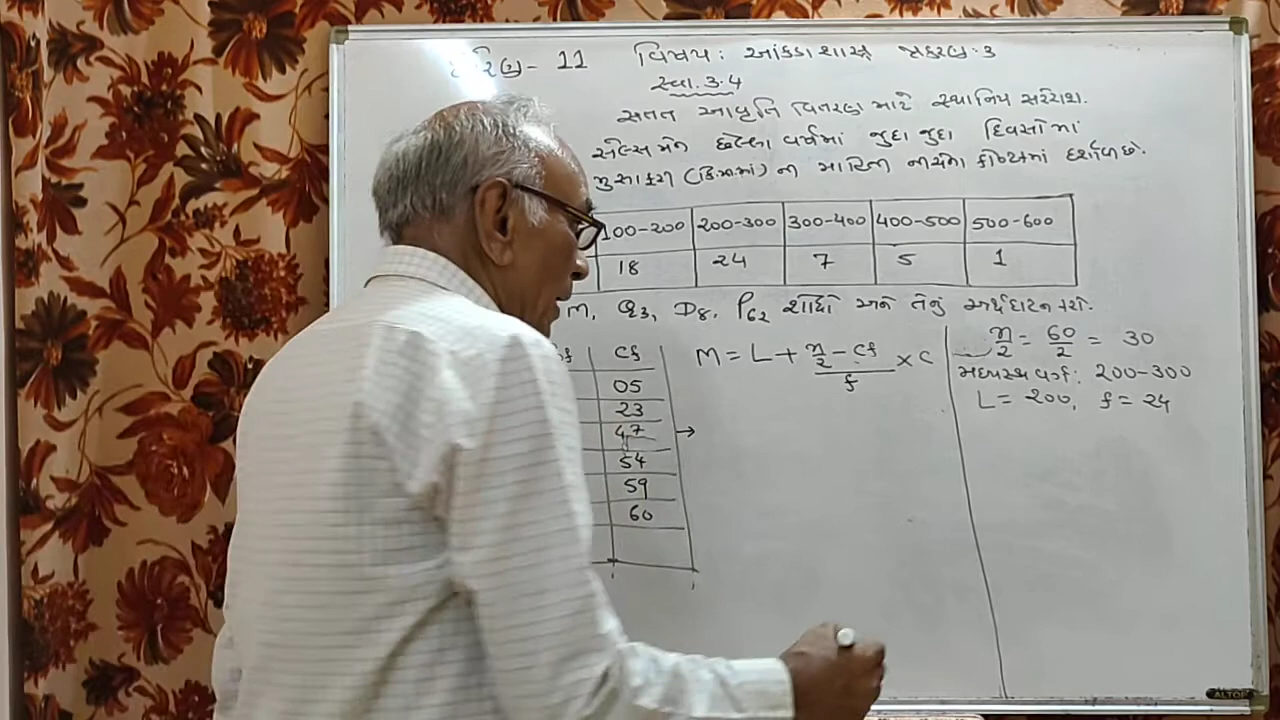 - 11 વિષય: આંકડાશાસ્ત્ર પ્રકરણ: 3
સ્વા. 3.4
સતત આવૃત્તિ વિતરણ માટે સ્થાનિય સરેરાશ.
સેલ્સમેને છેલ્લા વર્ષમાં જુદા જુદા દિવસોમાં
મુસાફરી (કિ.મી.માં) ની માહિતી નીચેના કોષ્ટકમાં દર્શાવી છે.
100-200 200-300 300-400 400-500 500-600
18 24 7 5 1
M, Q3, D8, P62 શોધો અને તેનું અર્થઘટન કરો.
f cf
05
23
47 →
54
59
60
M = L + n/2 - cf / f × c
n/2 = 60/2 = 30
મધ્યસ્થ વર્ગ: 200-300
L = 200, f = 24
ALTOP